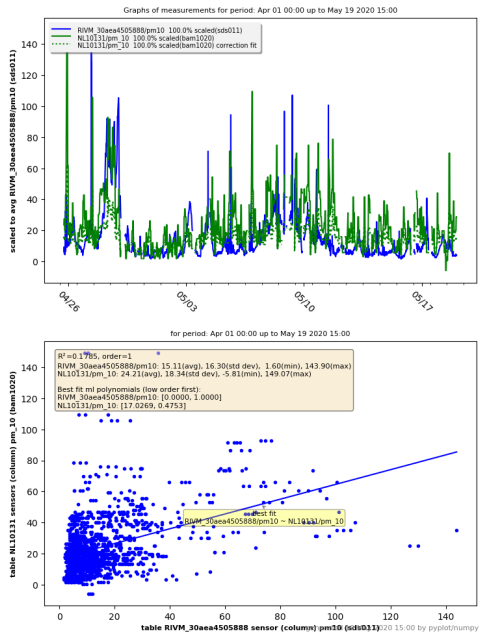 Graphs of measurements for period: Apr 01 00:00 up to May 19 2020 15:00
RIVM_30aea4505888/pm10 100.0% scaled(sds011)
NL10131/pm_10 100.0% scaled(bam1020)
NL10131/pm_10 100.0% scaled(bam1020) correction fit
scaled to avg RIVM_30aea4505888/pm10 (sds011)
140
120
100
80
60
40
20
0
04/26
05/03
05/10
05/17
for period: Apr 01 00:00 up to May 19 2020 15:00
R²=0.1785, order=1
RIVM_30aea4505888/pm10: 15.11(avg), 16.30(std dev), 1.60(min), 143.90(max)
NL10131/pm_10: 24.21(avg), 18.34(std dev), -5.81(min), 149.07(max)
Best fit ml polynomials (low order first):
RIVM_30aea4505888/pm10: [0.0000, 1.0000]
NL10131/pm_10: [17.0269, 0.4753]
table NL10131 sensors (column) pm_10 (bam1020)
140
120
100
80
60
40
20
0
Best fit
RIVM_30aea4505888/pm10 ~ NL10131/pm_10
0
20
40
60
80
100
120
140
table RIVM_30aea4505888 sensor (column) pm10 (sds011)
2020 15:00 by pyplot/numpy